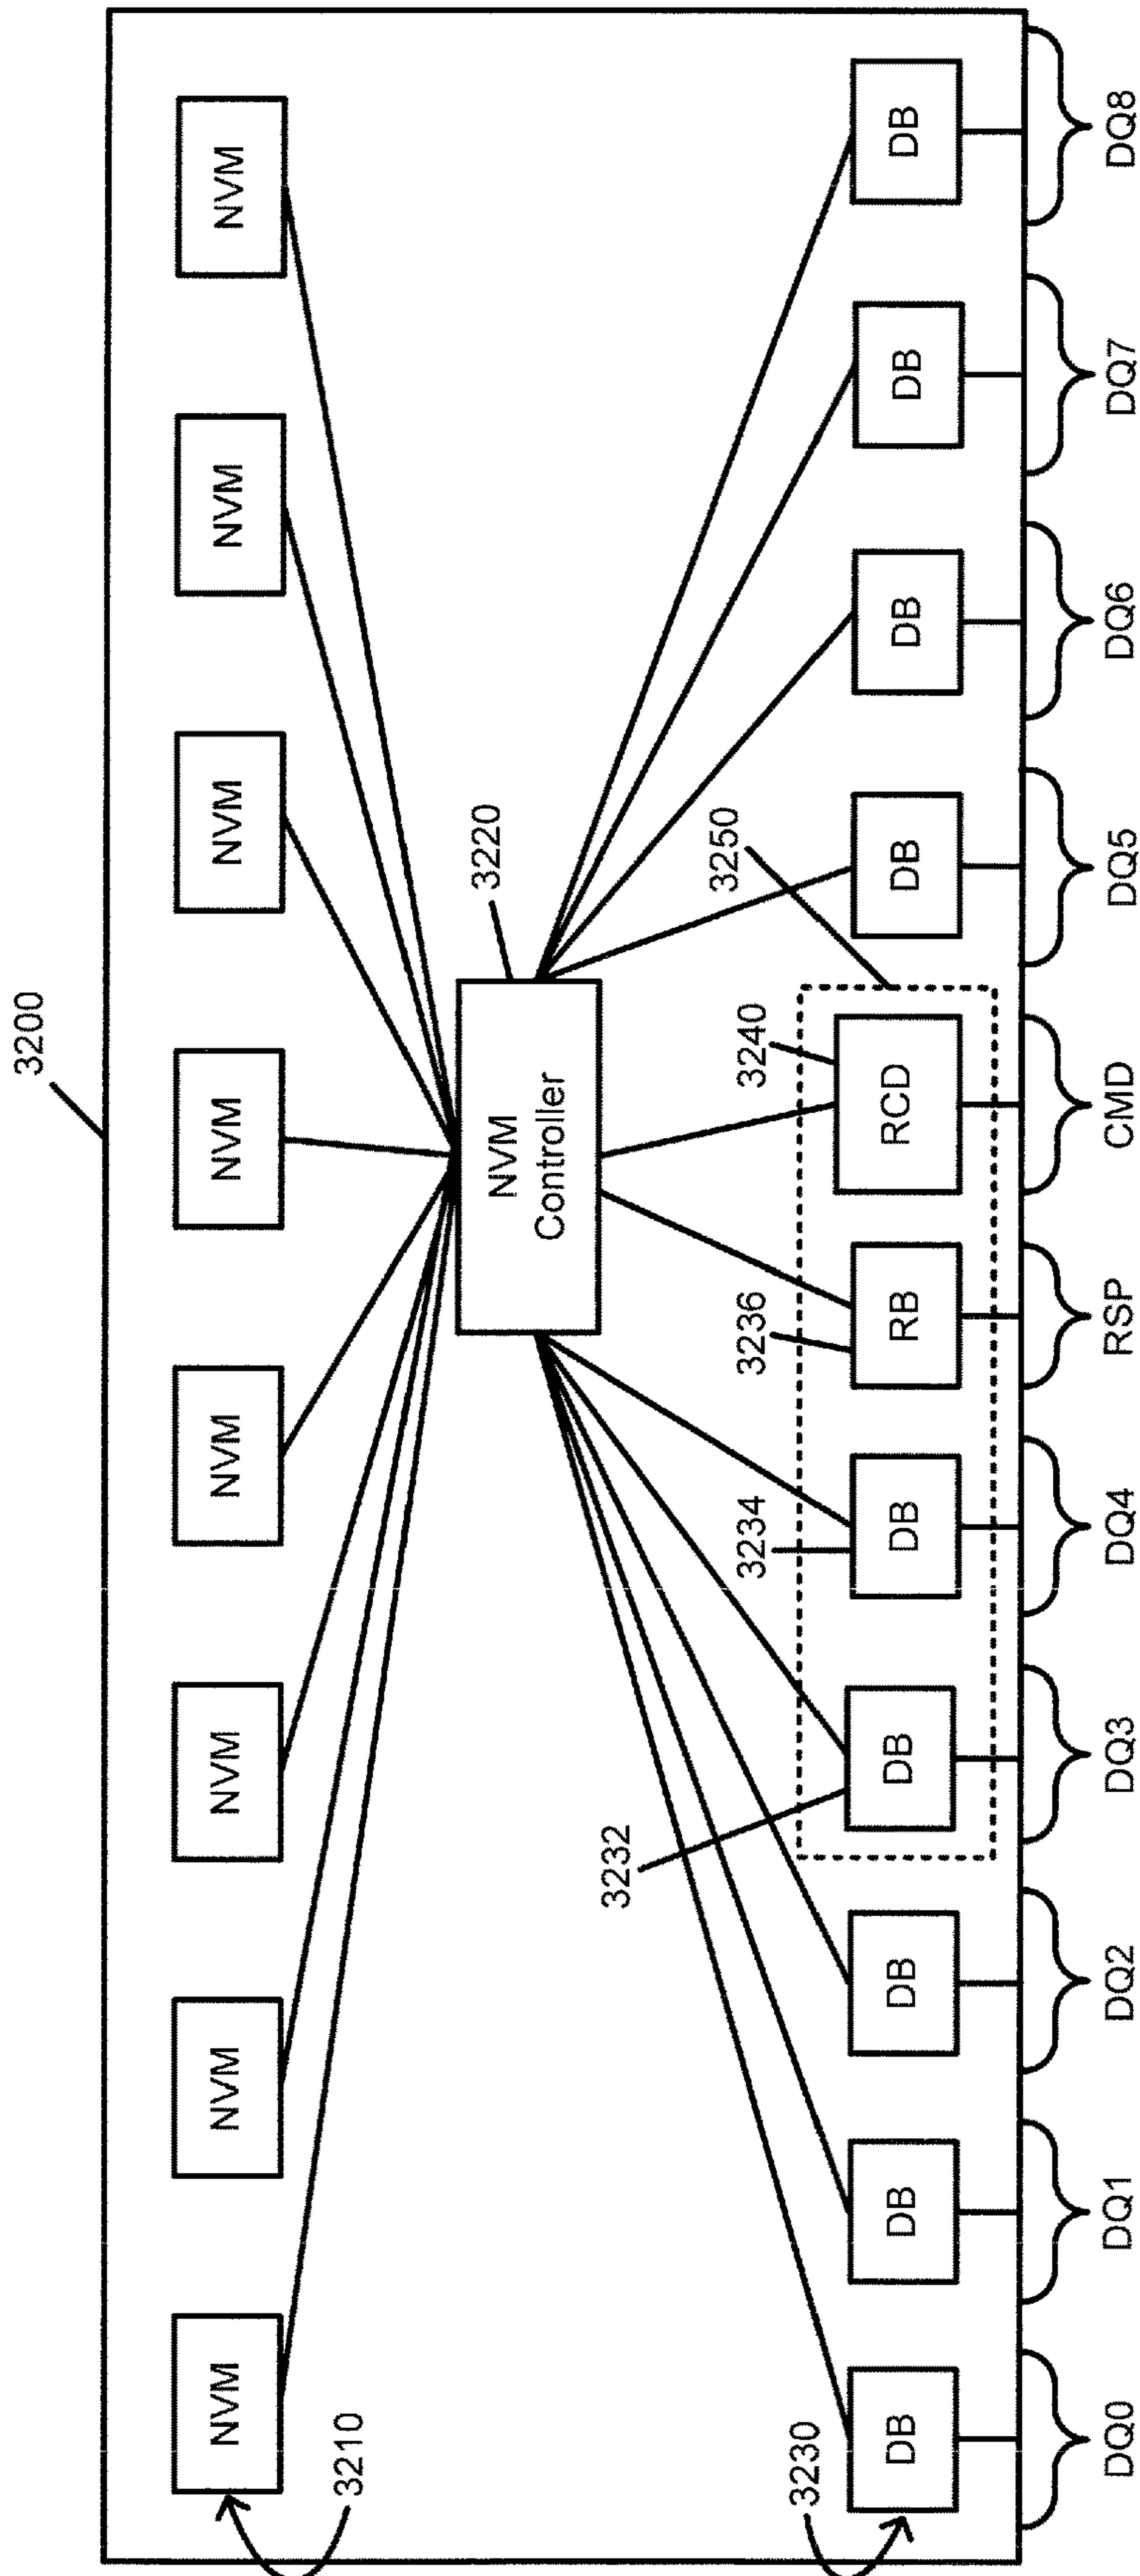 3200
NVM NVM NVM NVM NVM NVM NVM NVM
3210
3220
NVM
Controller
3232
3250
3234 3236 3240
3230
DB DB DB DB DB RB RCD DB DB DB DB
DQ0 DQ1 DQ2 DQ3 DQ4 RSP CMD DQ5 DQ6 DQ7 DQ8